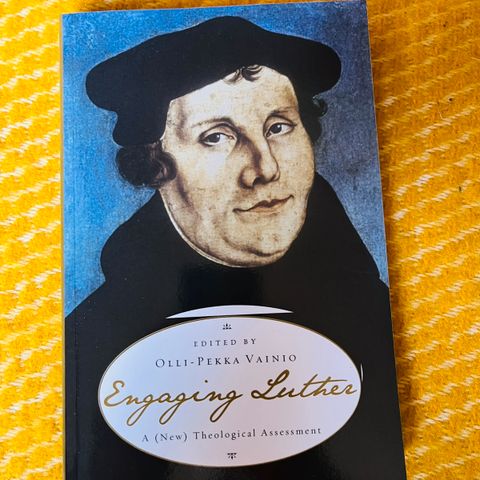 EDITED BY
OLLI-PEKKA VAINIO
Engaging Luther
A (New) Theological Assessment